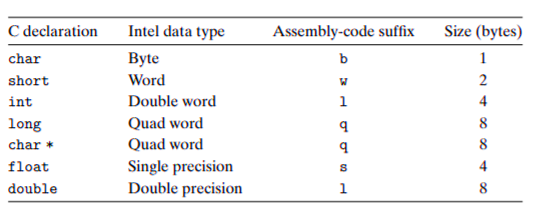 C declaration Intel data type Assembly-code suffix Size (bytes)
char Byte b 1
short Word w 2
int Double word l 4
long Quad word q 8
char * Quad word q 8
float Single precision s 4
double Double precision l 8